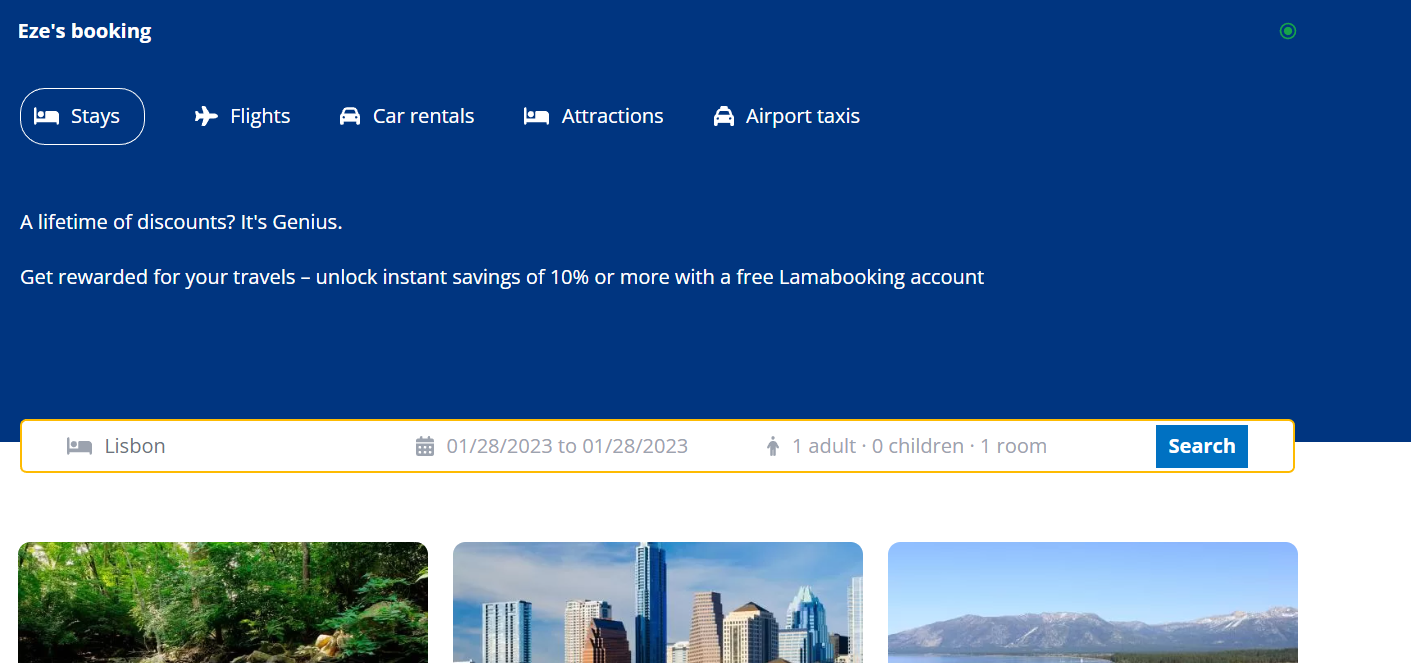 Eze's booking
Stays Flights Car rentals Attractions Airport taxis
A lifetime of discounts? It's Genius.
Get rewarded for your travels – unlock instant savings of 10% or more with a free Lamabooking account
Lisbon 01/28/2023 to 01/28/2023 1 adult · 0 children · 1 room Search